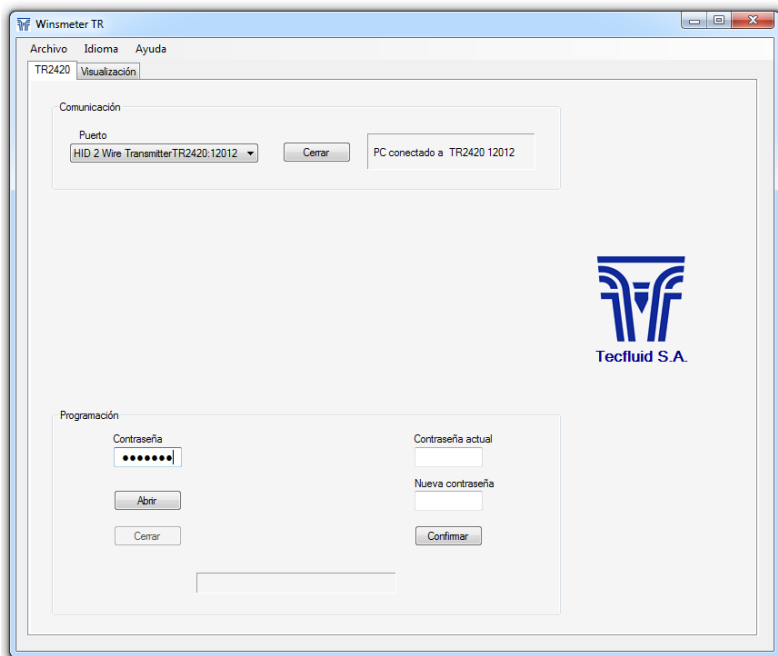 Winsmeter TR
Archivo Idioma Ayuda
TR2420 Visualización
Comunicación
Puerto
HID 2 Wire TransmitterTR2420:12012 Cerrar PC conectado a TR2420 12012
Tecfluid S.A.
Programación
Contraseña Contraseña actual
●●●●●●●
Nueva contraseña
Abrir
Cerrar Confirmar